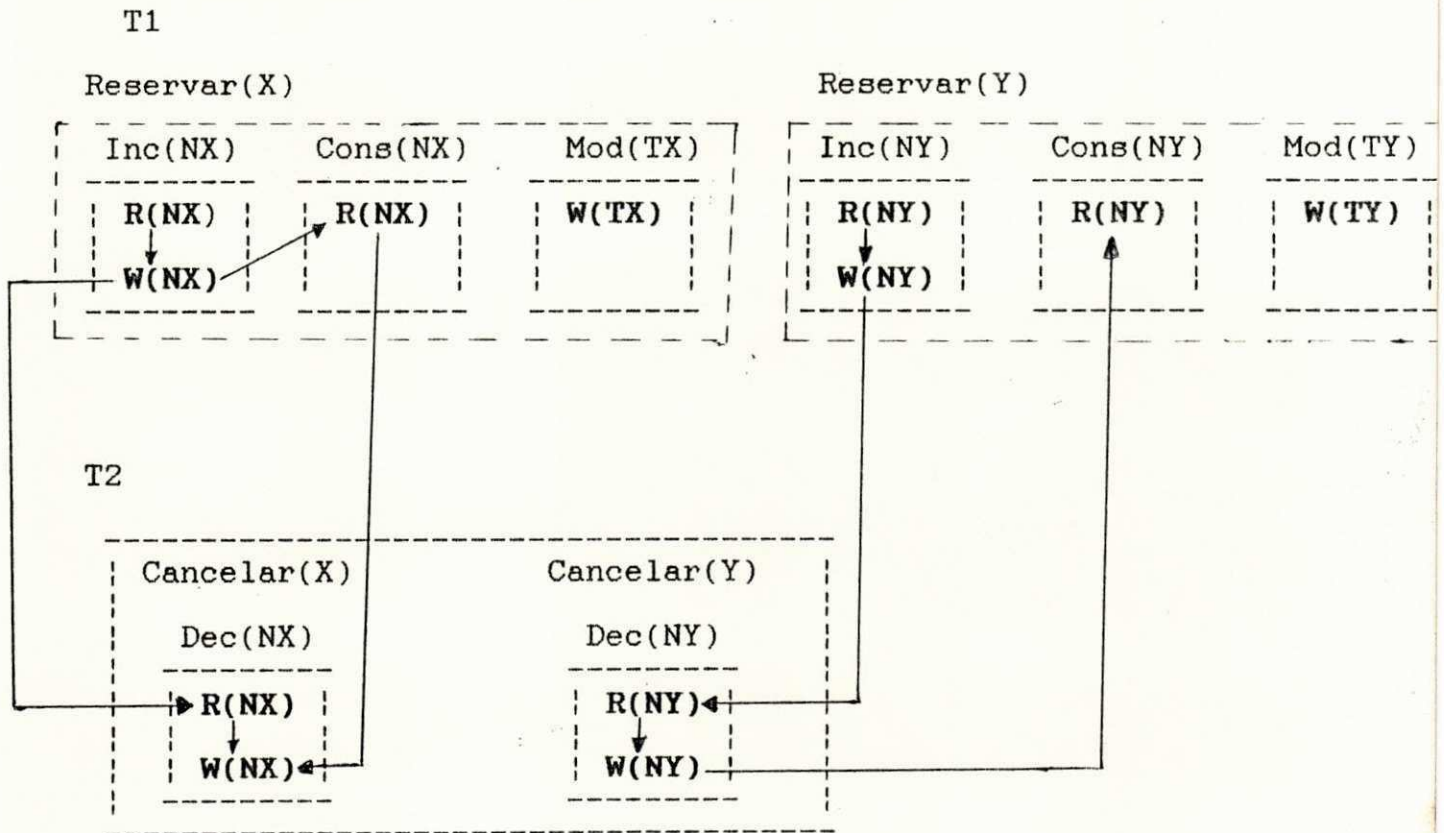 T1
Reservar(X) Reservar(Y)
Inc(NX) Cons(NX) Mod(TX) Inc(NY) Cons(NY) Mod(TY)
R(NX) R(NX) W(TX) R(NY) R(NY) W(TY)
W(NX) W(NY)
T2
Cancelar(X) Cancelar(Y)
Dec(NX) Dec(NY)
R(NX) R(NY)
W(NX) W(NY)